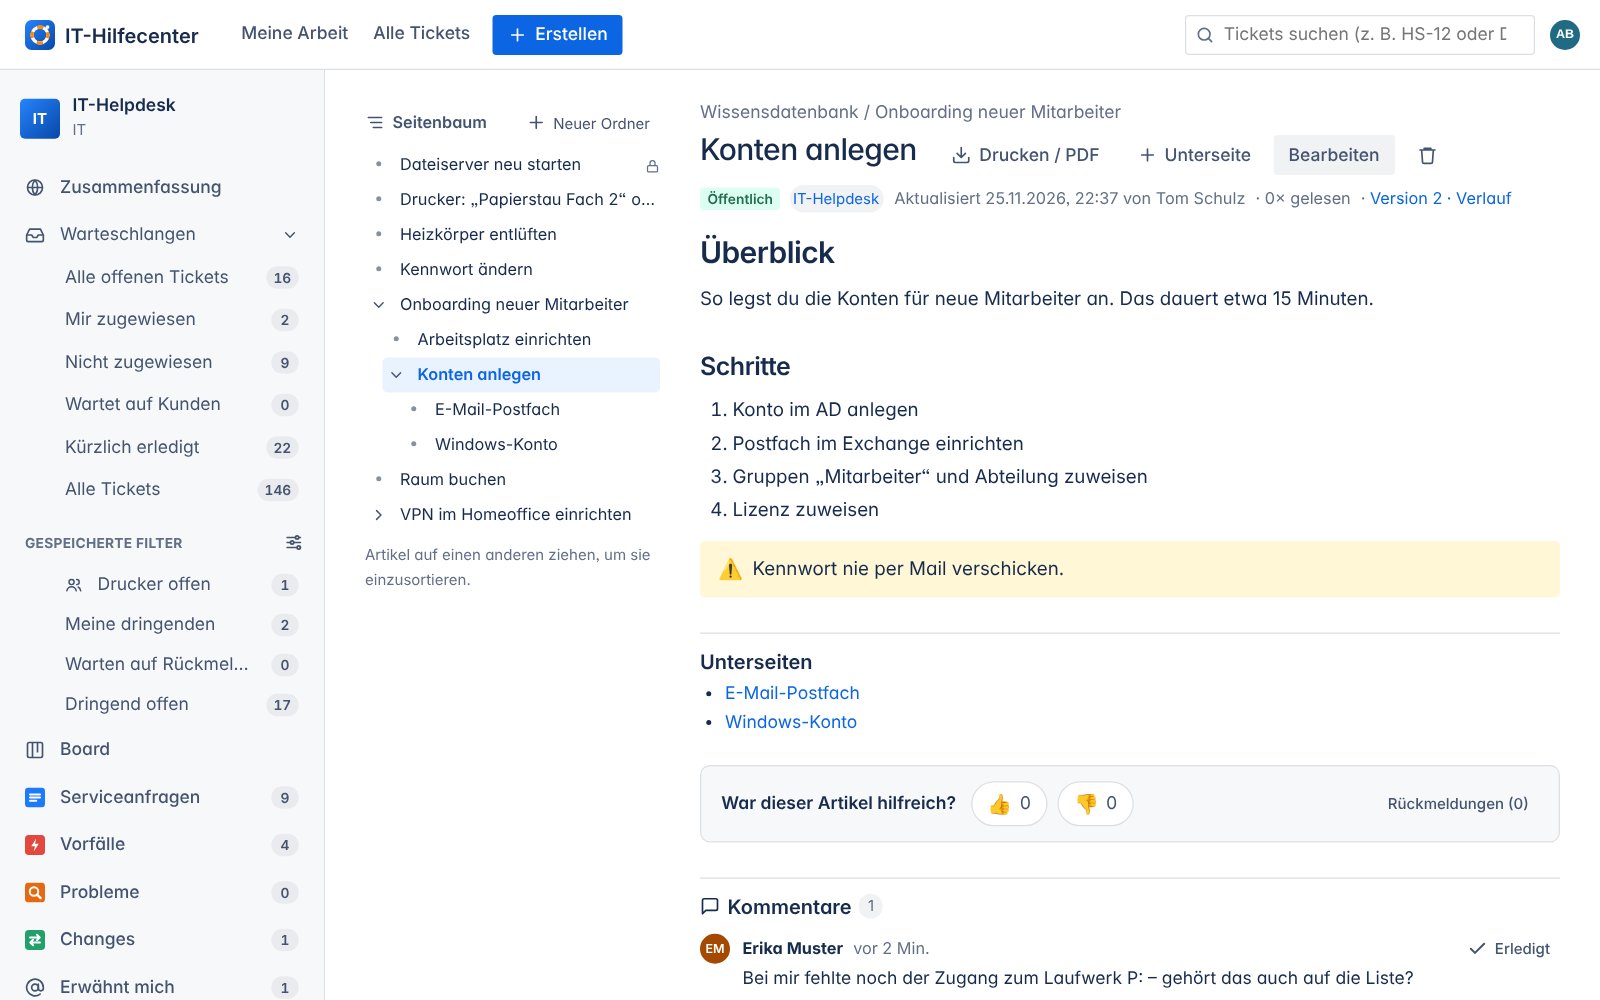 IT-Hilfecenter
Meine Arbeit
Alle Tickets
Erstellen
Tickets suchen (z. B. HS-12 oder
AB
IT
IT-Helpdesk
IT
Zusammenfassung
Warteschlangen
Alle offenen Tickets 16
Mir zugewiesen 2
Nicht zugewiesen 9
Wartet auf Kunden 0
Kürzlich erledigt 22
Alle Tickets 146
GESPEICHERTE FILTER
Drucker offen 1
Meine dringenden 2
Warten auf Rückmel... 0
Dringend offen 17
Board
Serviceanfragen 9
Vorfälle 4
Probleme 0
Changes 1
Erwähnt mich 1
Seitenbaum
Neuer Ordner
Dateiserver neu starten
Drucker: „Papierstau Fach 2“ o...
Heizkörper entlüften
Kennwort ändern
Onboarding neuer Mitarbeiter
Arbeitsplatz einrichten
Konten anlegen
E-Mail-Postfach
Windows-Konto
Raum buchen
VPN im Homeoffice einrichten
Artikel auf einen anderen ziehen, um sie
einzusortieren.
Wissensdatenbank / Onboarding neuer Mitarbeiter
Konten anlegen
Drucken / PDF
Unterseite
Bearbeiten
Öffentlich IT-Helpdesk Aktualisiert 25.11.2026, 22:37 von Tom Schulz · 0× gelesen · Version 2 · Verlauf
Überblick
So legst du die Konten für neue Mitarbeiter an. Das dauert etwa 15 Minuten.
Schritte
1. Konto im AD anlegen
2. Postfach im Exchange einrichten
3. Gruppen „Mitarbeiter“ und Abteilung zuweisen
4. Lizenz zuweisen
⚠️ Kennwort nie per Mail verschicken.
Unterseiten
• E-Mail-Postfach
• Windows-Konto
War dieser Artikel hilfreich? 👍 0 👎 0 Rückmeldungen (0)
Kommentare 1
EM Erika Muster vor 2 Min. Erledigt
Bei mir fehlte noch der Zugang zum Laufwerk P: – gehört das auch auf die Liste?